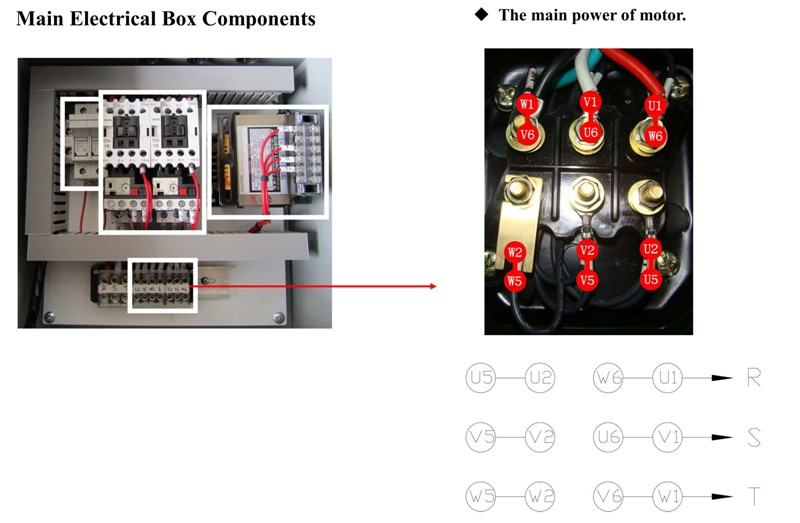 Main Electrical Box Components
◆ The main power of motor.
W1 V1 U1
V6 U6 W6
W2 V2 U2
W5 V5 U5
U5 U2 W6 U1 R
V5 V2 U6 V1 S
W5 W2 V6 W1 T